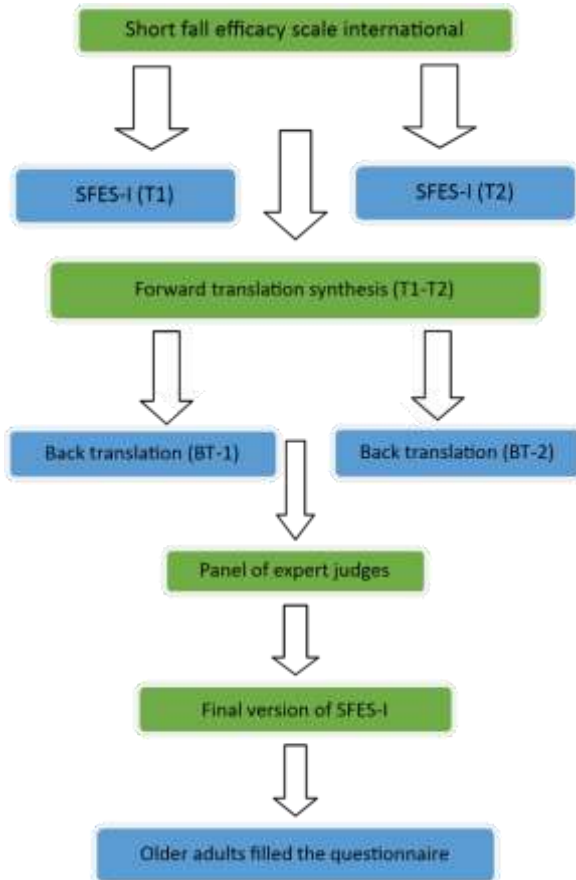 Short fall efficacy scale international
SFES-I (T1)
SFES-I (T2)
Forward translation synthesis (T1-T2)
Back translation (BT-1)
Back translation (BT-2)
Panel of expert judges
Final version of SFES-I
Older adults filled the questionnaire